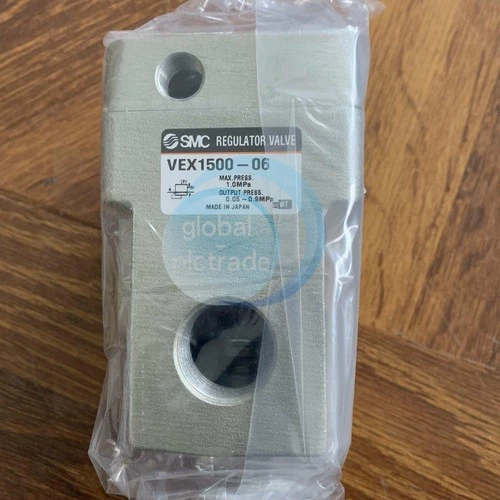 SMC REGULATOR VALVE
VEX1500-06
MAX.PRESS.
1.0MPa
OUTPUT PRESS.
0.05-0.9MPa
MADE IN JAPAN
global
plctrade